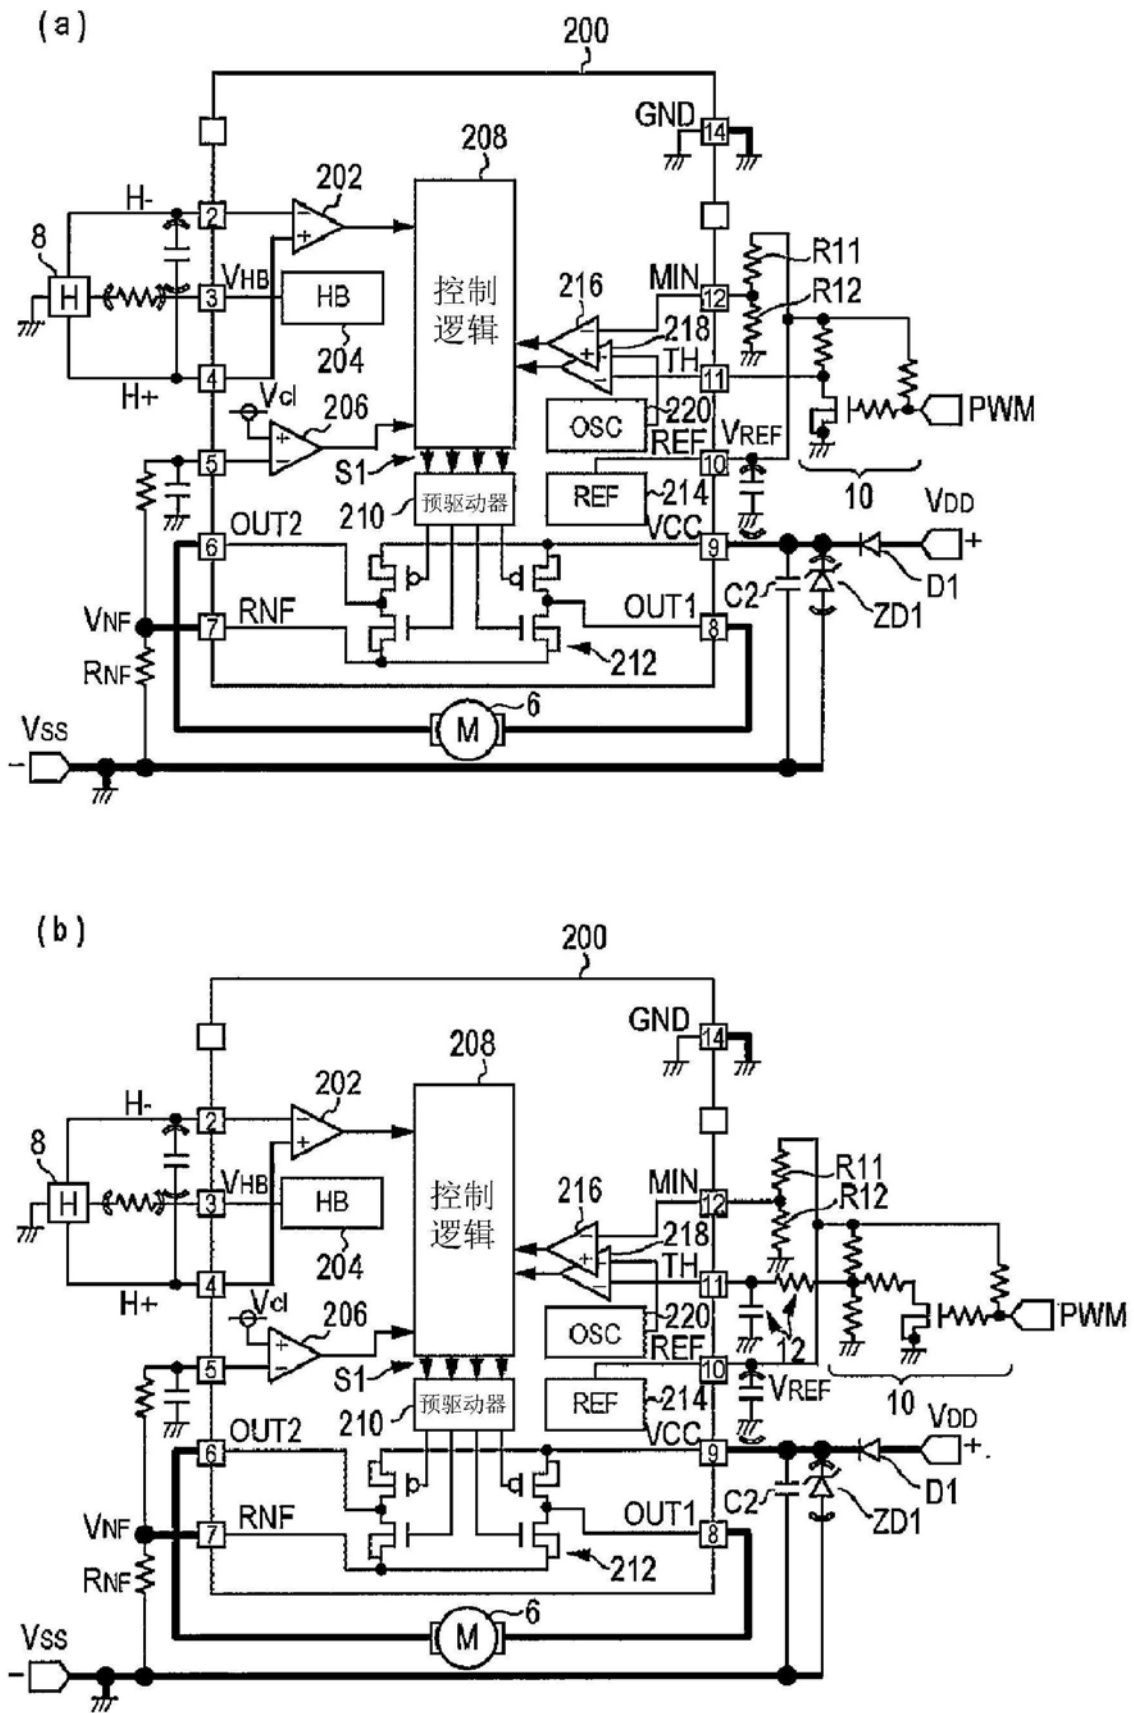 (a)
200
GND
14
208
H-
2
202
8
H
VHB
3
HB
204
控制
逻辑
216
MIN
12
R11
R12
218
TH
11
H+
4
Vcl
206
OSC
220
REF
VREF
PWM
5
S1
10
REF
214
10
210
预驱动器
VCC
VDD
OUT2
6
9
+
C2
D1
ZD1
VNF
RNF
7
OUT1
8
212
RNF
6
M
VSS
-
(b)
200
GND
14
208
H-
2
202
8
H
VHB
3
HB
204
控制
逻辑
216
MIN
12
R11
R12
218
TH
11
H+
4
Vcl
206
OSC
220
REF
12
PWM
5
S1
10
REF
214
VREF
10
210
预驱动器
VCC
VDD
OUT2
6
9
+
C2
D1
ZD1
VNF
RNF
7
OUT1
8
212
RNF
6
M
VSS
-